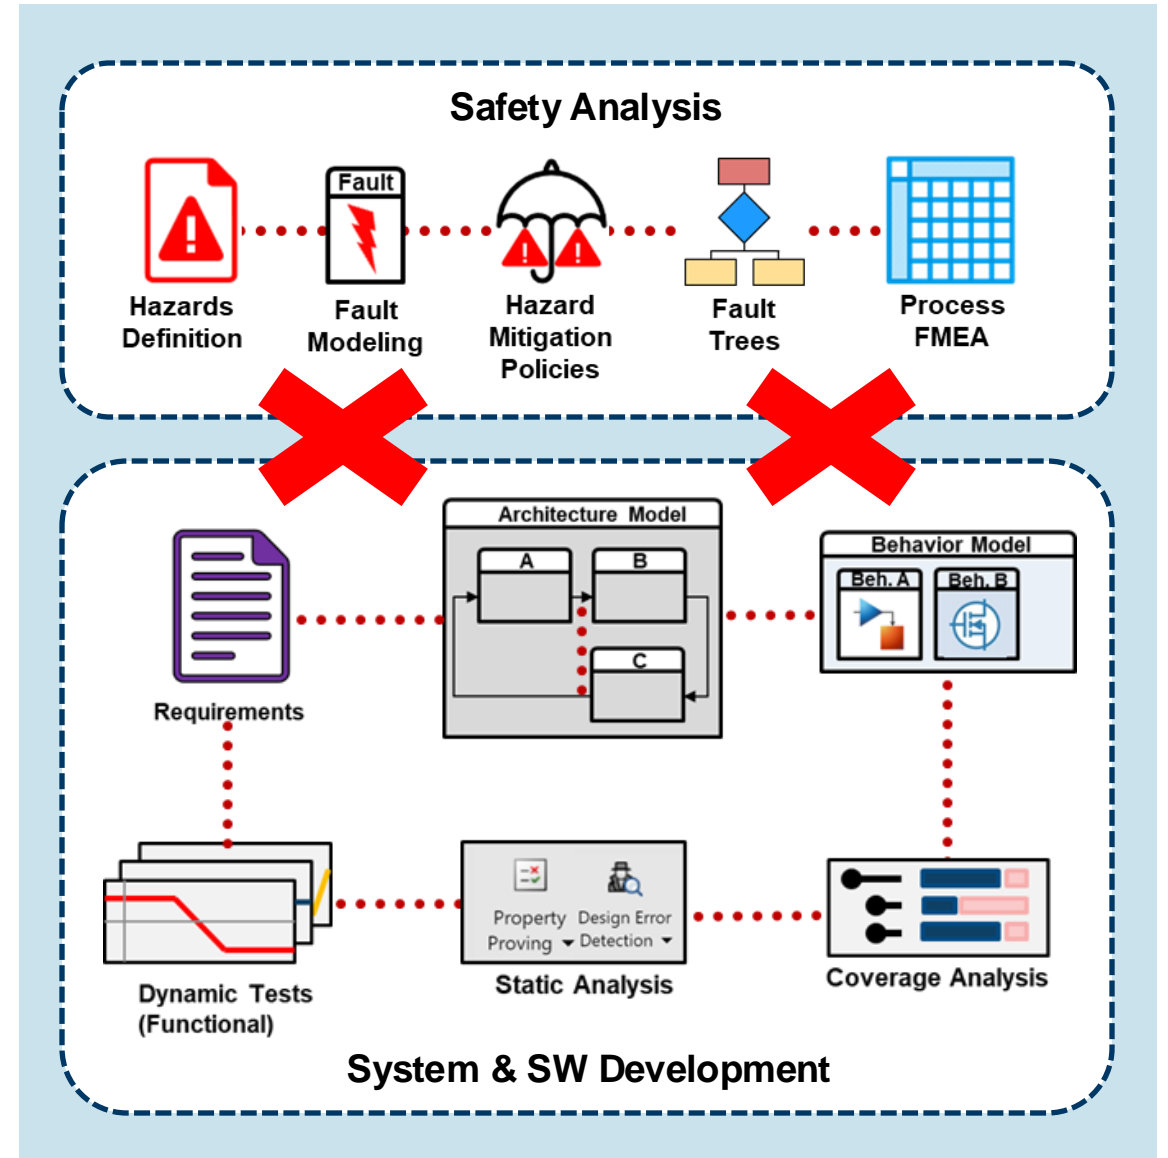 Safety Analysis
Fault
Hazards
Definition
Fault
Modeling
Hazard
Mitigation
Policies
Fault
Trees
Process
FMEA
Architecture Model
A
B
C
Behavior Model
Beh. A
Beh. B
Requirements
Property
Proving
Design Error
Detection
Dynamic Tests
(Functional)
Static Analysis
Coverage Analysis
System & SW Development